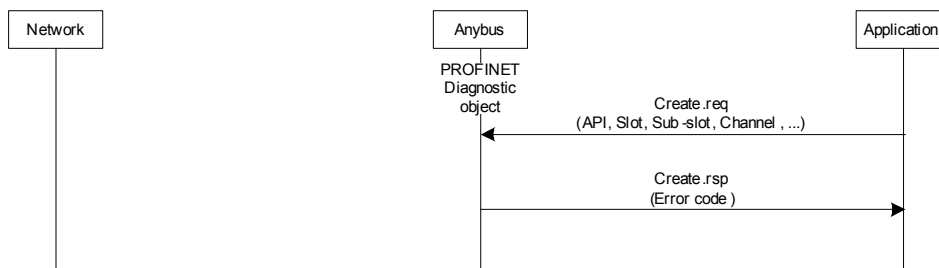 Network
Anybus
Application
PROFINET
Diagnostic
object
Create.req
(API, Slot, Sub-slot, Channel , ...)
Create.rsp
(Error code )